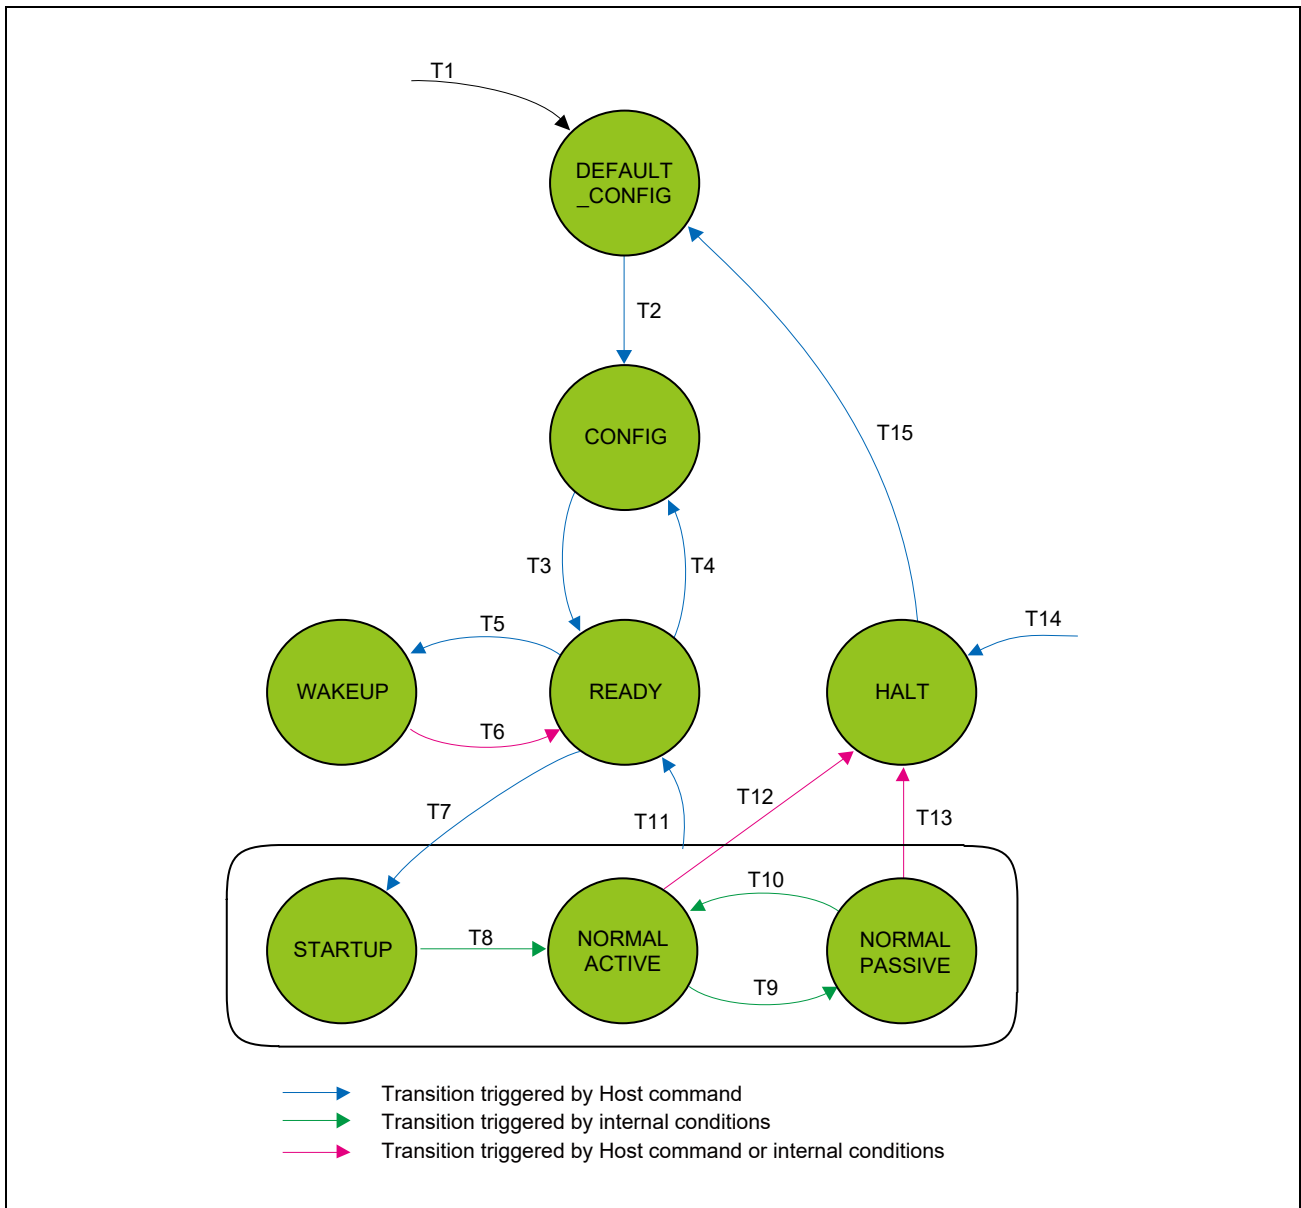 T1
DEFAULT
_CONFIG
T2
CONFIG
T15
T3
T4
T5
T14
WAKEUP
READY
HALT
T6
T7
T12
T11
T13
T10
STARTUP
T8
NORMAL
ACTIVE
NORMAL
PASSIVE
T9
Transition triggered by Host command
Transition triggered by internal conditions
Transition triggered by Host command or internal conditions